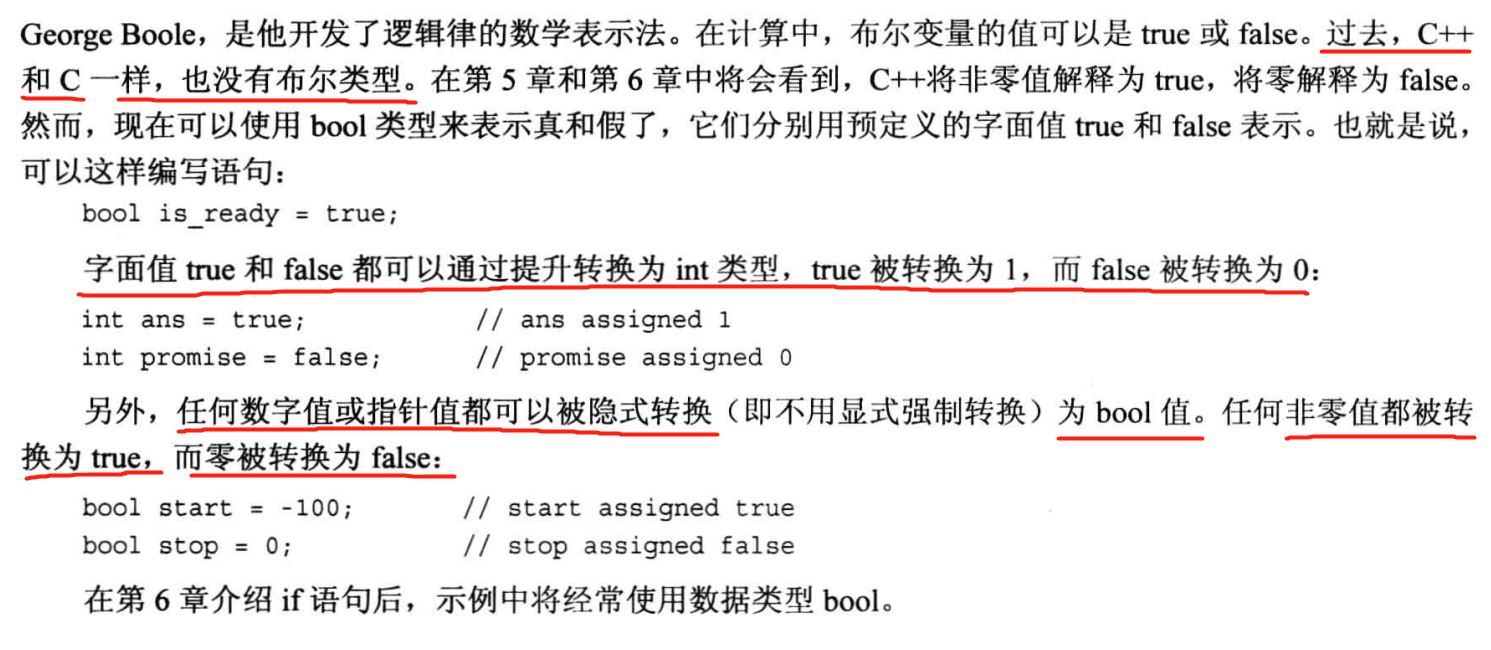 George Boole，是他开发了逻辑律的数学表示法。在计算中，布尔变量的值可以是 true 或 false。过去，C++
和 C 一样，也没有布尔类型。在第 5 章和第 6 章中将会看到，C++将非零值解释为 true，将零解释为 false。
然而，现在可以使用 bool 类型来表示真和假了，它们分别用预定义的字面值 true 和 false 表示。也就是说，
可以这样编写语句：
bool is_ready = true;
字面值 true 和 false 都可以通过提升转换为 int 类型，true 被转换为 1，而 false 被转换为 0：
int ans = true; // ans assigned 1
int promise = false; // promise assigned 0
另外，任何数字值或指针值都可以被隐式转换（即不用显式强制转换）为 bool 值。任何非零值都被转
换为 true，而零被转换为 false：
bool start = -100; // start assigned true
bool stop = 0; // stop assigned false
在第 6 章介绍 if 语句后，示例中将经常使用数据类型 bool。